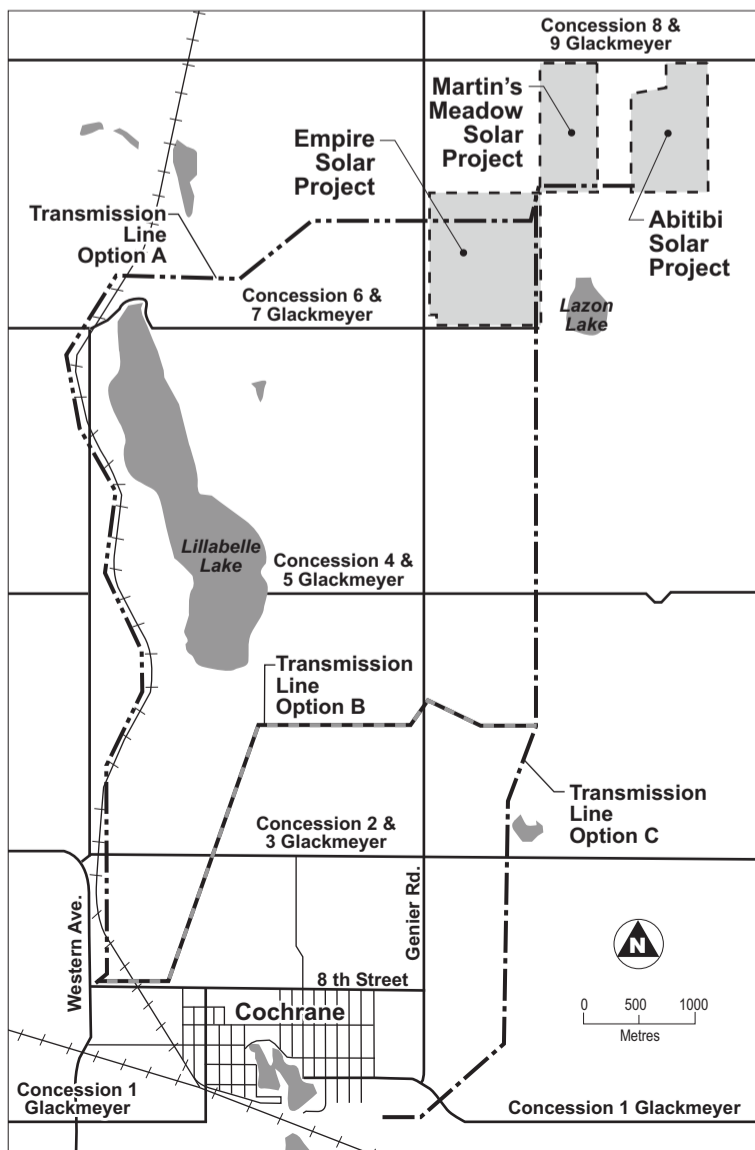 Concession 8 &
9 Glackmeyer
Martin's
Meadow
Solar
Project
Empire
Solar
Project
Transmission
Line
Option A
Abitibi
Solar
Project
Concession 6 &
7 Glackmeyer
Lazon
Lake
Lillabelle
Lake
Concession 4 &
5 Glackmeyer
Transmission
Line
Option B
Transmission
Line
Option C
Concession 2 &
3 Glackmeyer
Genier Rd.
Western Ave.
N
8 th Street
0 500 1000
Metres
Cochrane
Concession 1
Glackmeyer
Concession 1 Glackmeyer